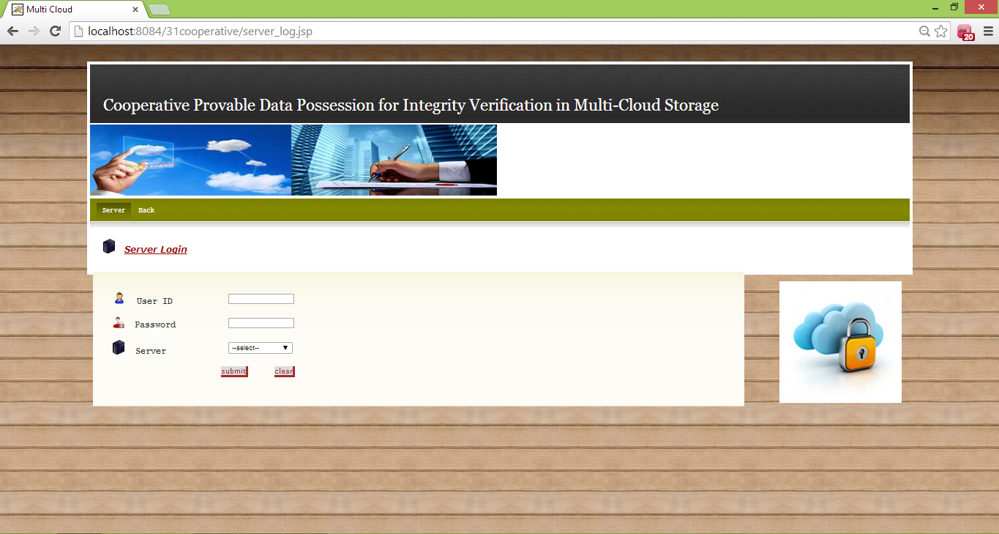 Multi Cloud
localhost:8084/31cooperative/server_log.jsp
20
Cooperative Provable Data Possession for Integrity Verification in Multi-Cloud Storage
Server Back
Server Login
User ID
Password
Server --select--
submit clear